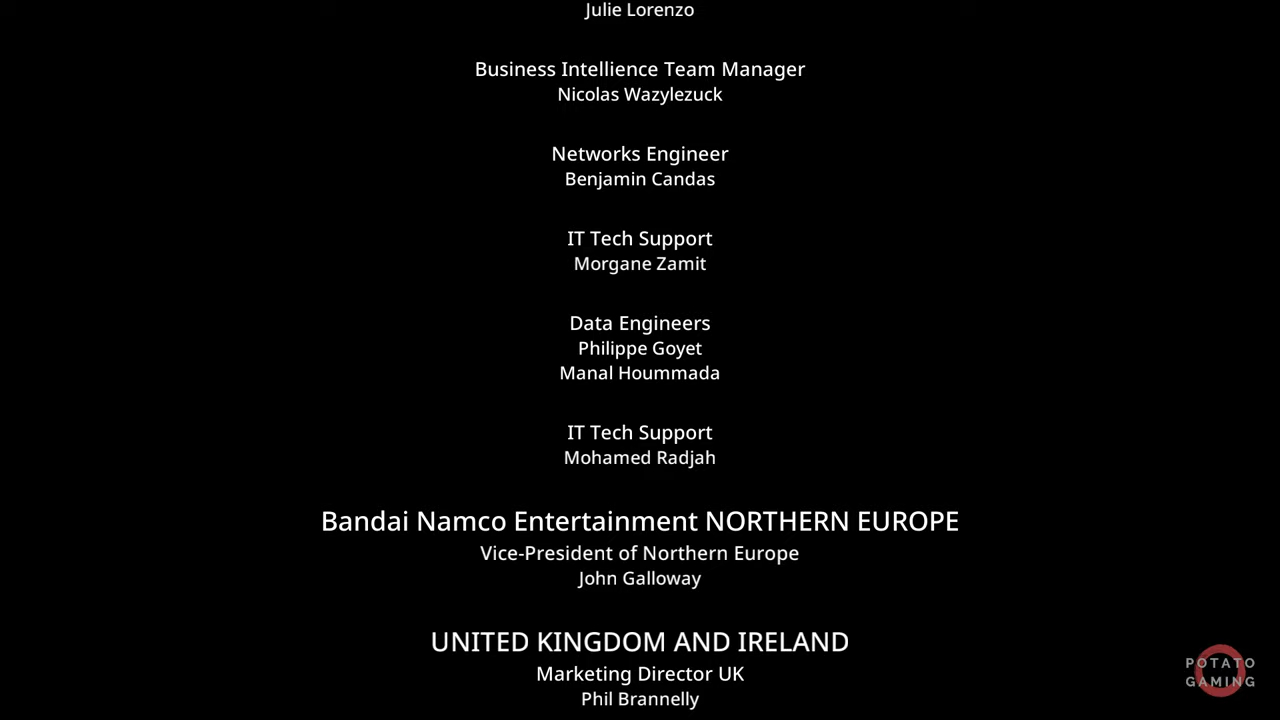 Julie Lorenzo
Business Intellience Team Manager
Nicolas Wazylezuck
Networks Engineer
Benjamin Candas
IT Tech Support
Morgane Zamit
Data Engineers
Philippe Goyet
Manal Hoummada
IT Tech Support
Mohamed Radjah
Bandai Namco Entertainment NORTHERN EUROPE
Vice-President of Northern Europe
John Galloway
UNITED KINGDOM AND IRELAND
Marketing Director UK
Phil Brannelly
POTATO
GAMING